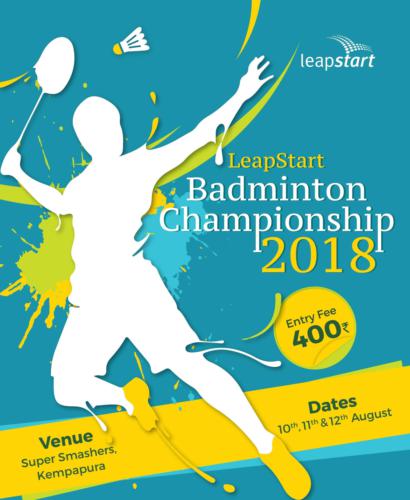 leapstart
LeapStart
Badminton
Championship
2018
Entry Fee
400₹
Dates
10th, 11th & 12th August
Venue
Super Smashers,
Kempapura